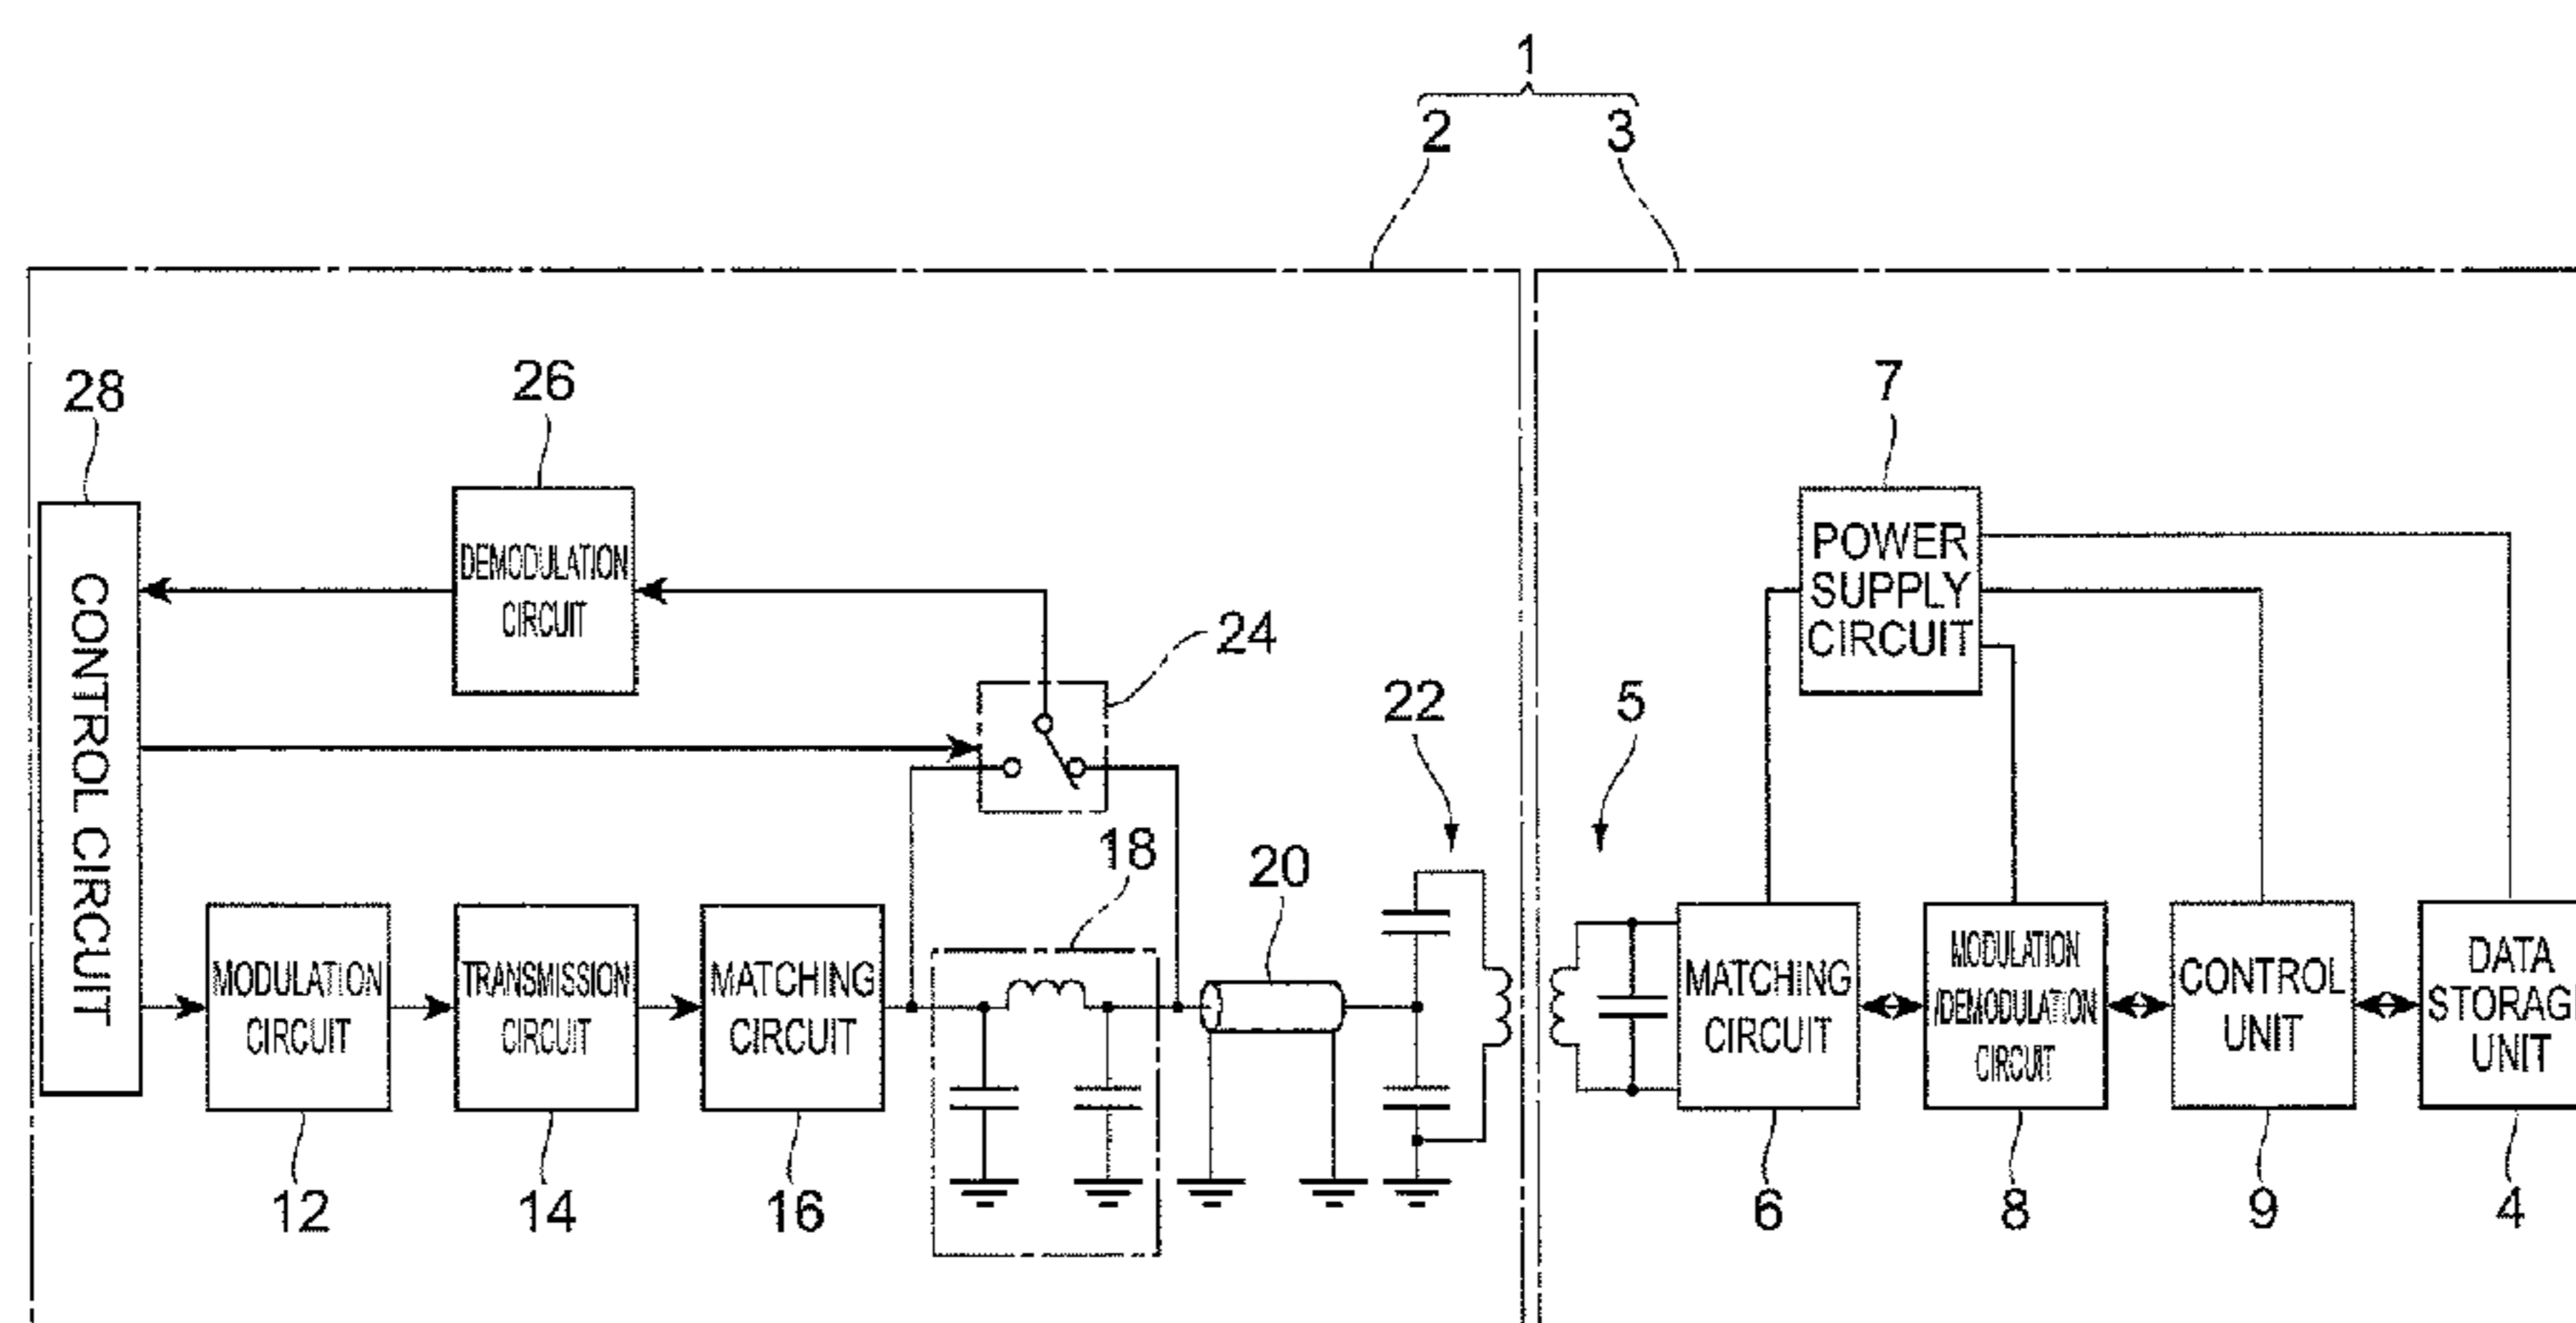 1
2 3
28
26
7
24
22
5
18
20
CONTROL CIRCUIT
DEMODULATION
CIRCUIT
POWER
SUPPLY
CIRCUIT
MODULATION
CIRCUIT
TRANSMISSION
CIRCUIT
MATCHING
CIRCUIT
MATCHING
CIRCUIT
MODULATION
/DEMODULATION
CIRCUIT
CONTROL
UNIT
DATA
STORAGE
UNIT
12
14
16
6
8
9
4